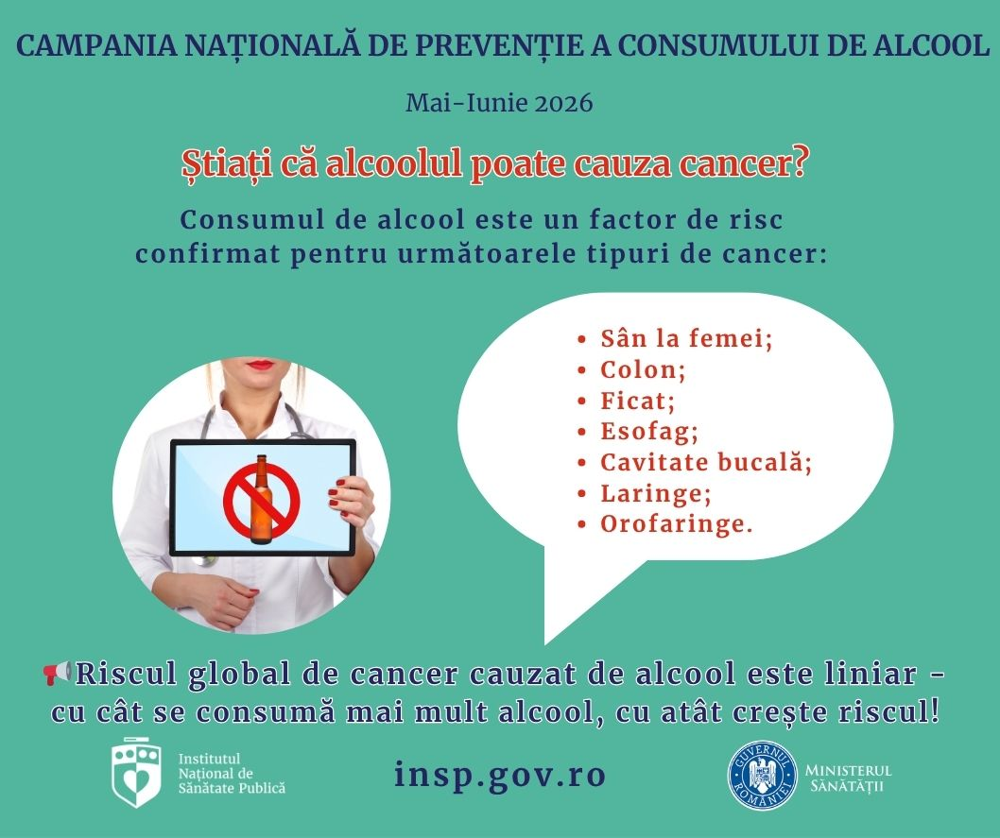 CAMPANIA NAȚIONALĂ DE PREVENȚIE A CONSUMULUI DE ALCOOL
Mai-Iunie 2026
Știați că alcoolul poate cauza cancer?
Consumul de alcool este un factor de risc
confirmat pentru următoarele tipuri de cancer:
• Sân la femei;
• Colon;
• Ficat;
• Esofag;
• Cavitate bucală;
• Laringe;
• Orofaringe.
📢Riscul global de cancer cauzat de alcool este liniar -
cu cât se consumă mai mult alcool, cu atât crește riscul!
Institutul
Național de
Sănătate Publică
insp.gov.ro
GUVERNUL
ROMÂNIEI
MINISTERUL
SĂNĂTĂȚII